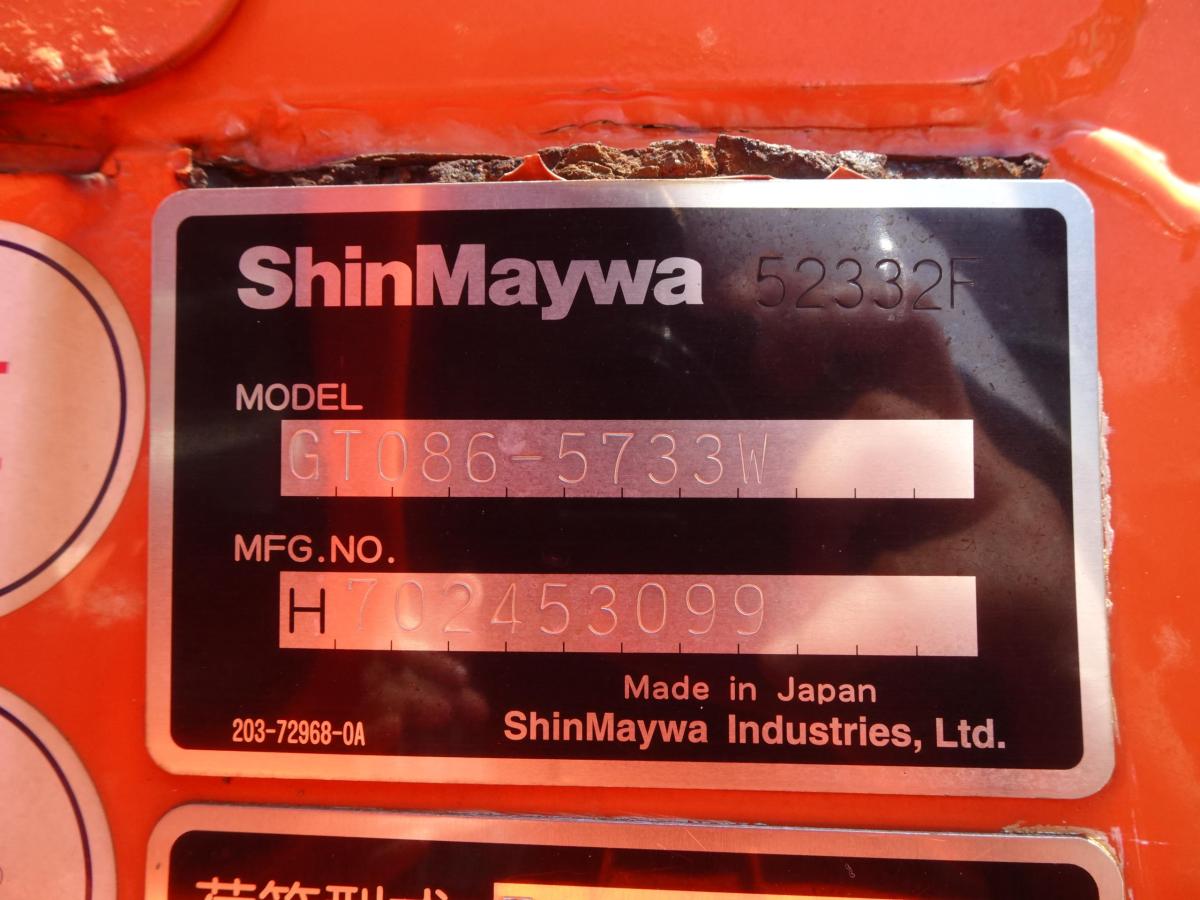 ShinMaywa 52332F
MODEL
GT086-5733W
MFG.NO.
H702453099
Made in Japan
203-72968-0A ShinMaywa Industries, Ltd.